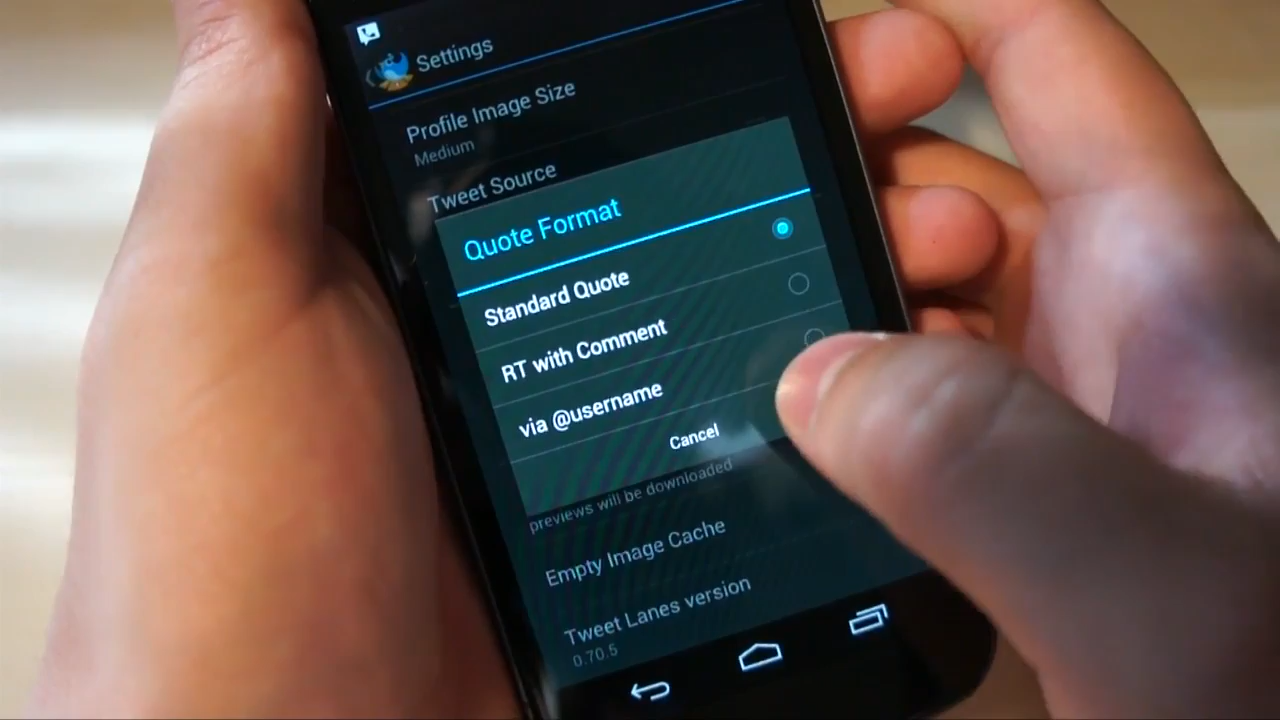 Settings
Profile Image Size
Medium
Tweet Source
Quote Format
Standard Quote
RT with Comment
via @username
Cancel
previews will be downloaded
Empty Image Cache
Tweet Lanes version
0.70.5